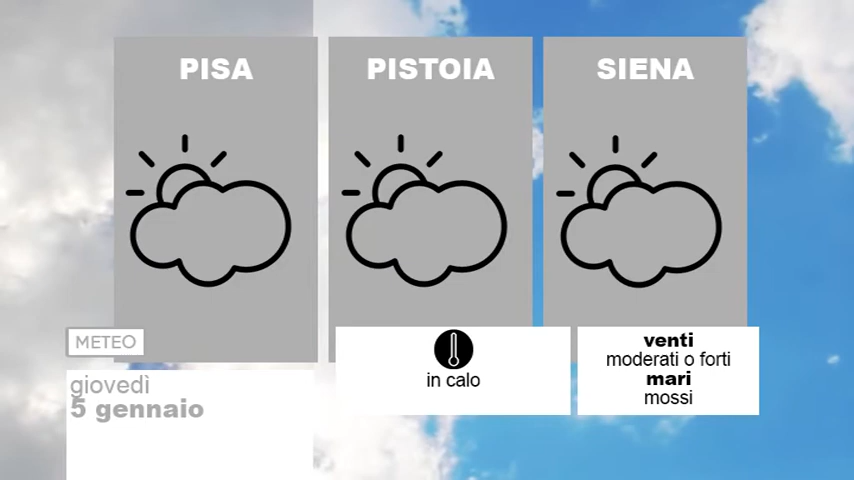 PISA
PISTOIA
SIENA
METEO
giovedì
5 gennaio
in calo
venti
moderati o forti
mari
mossi